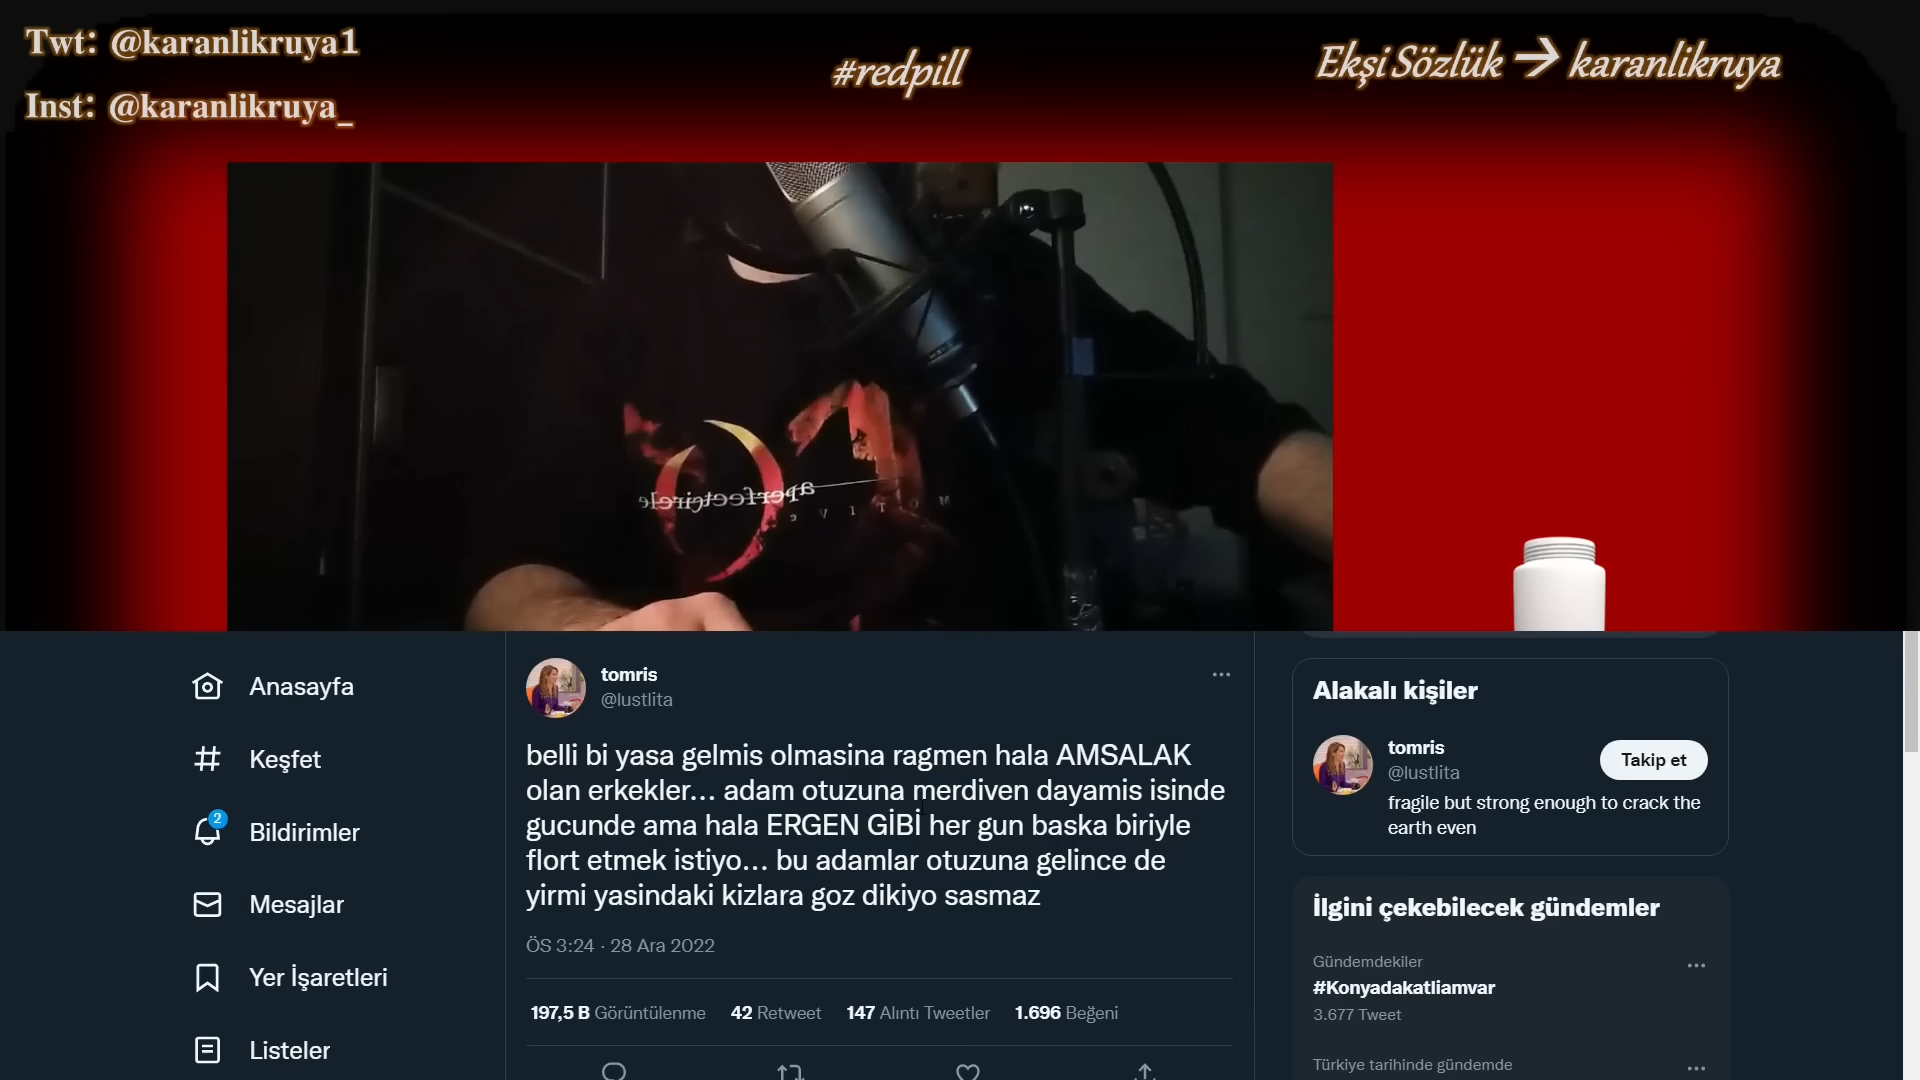 Twt: @karanlikruya1
Inst: @karanlikruya_
#redpill
Ekşi Sözlük → karanlikruya
aperfectcircle
M O T I V e
Anasayfa
Keşfet
2
Bildirimler
Mesajlar
Yer İşaretleri
Listeler
tomris
@lustlita
belli bi yasa gelmis olmasina ragmen hala AMSALAK
olan erkekler... adam otuzuna merdiven dayamis isinde
gucunde ama hala ERGEN GİBİ her gun baska biriyle
flort etmek istiyo... bu adamlar otuzuna gelince de
yirmi yasindaki kizlara goz dikiyo sasmaz
ÖS 3:24 · 28 Ara 2022
197,5 B Görüntülenme 42 Retweet 147 Alıntı Tweetler 1.696 Beğeni
Alakalı kişiler
tomris
@lustlita
Takip et
fragile but strong enough to crack the
earth even
İlgini çekebilecek gündemler
Gündemdekiler
#Konyadakatliamvar
3.677 Tweet
Türkiye tarihinde gündemde